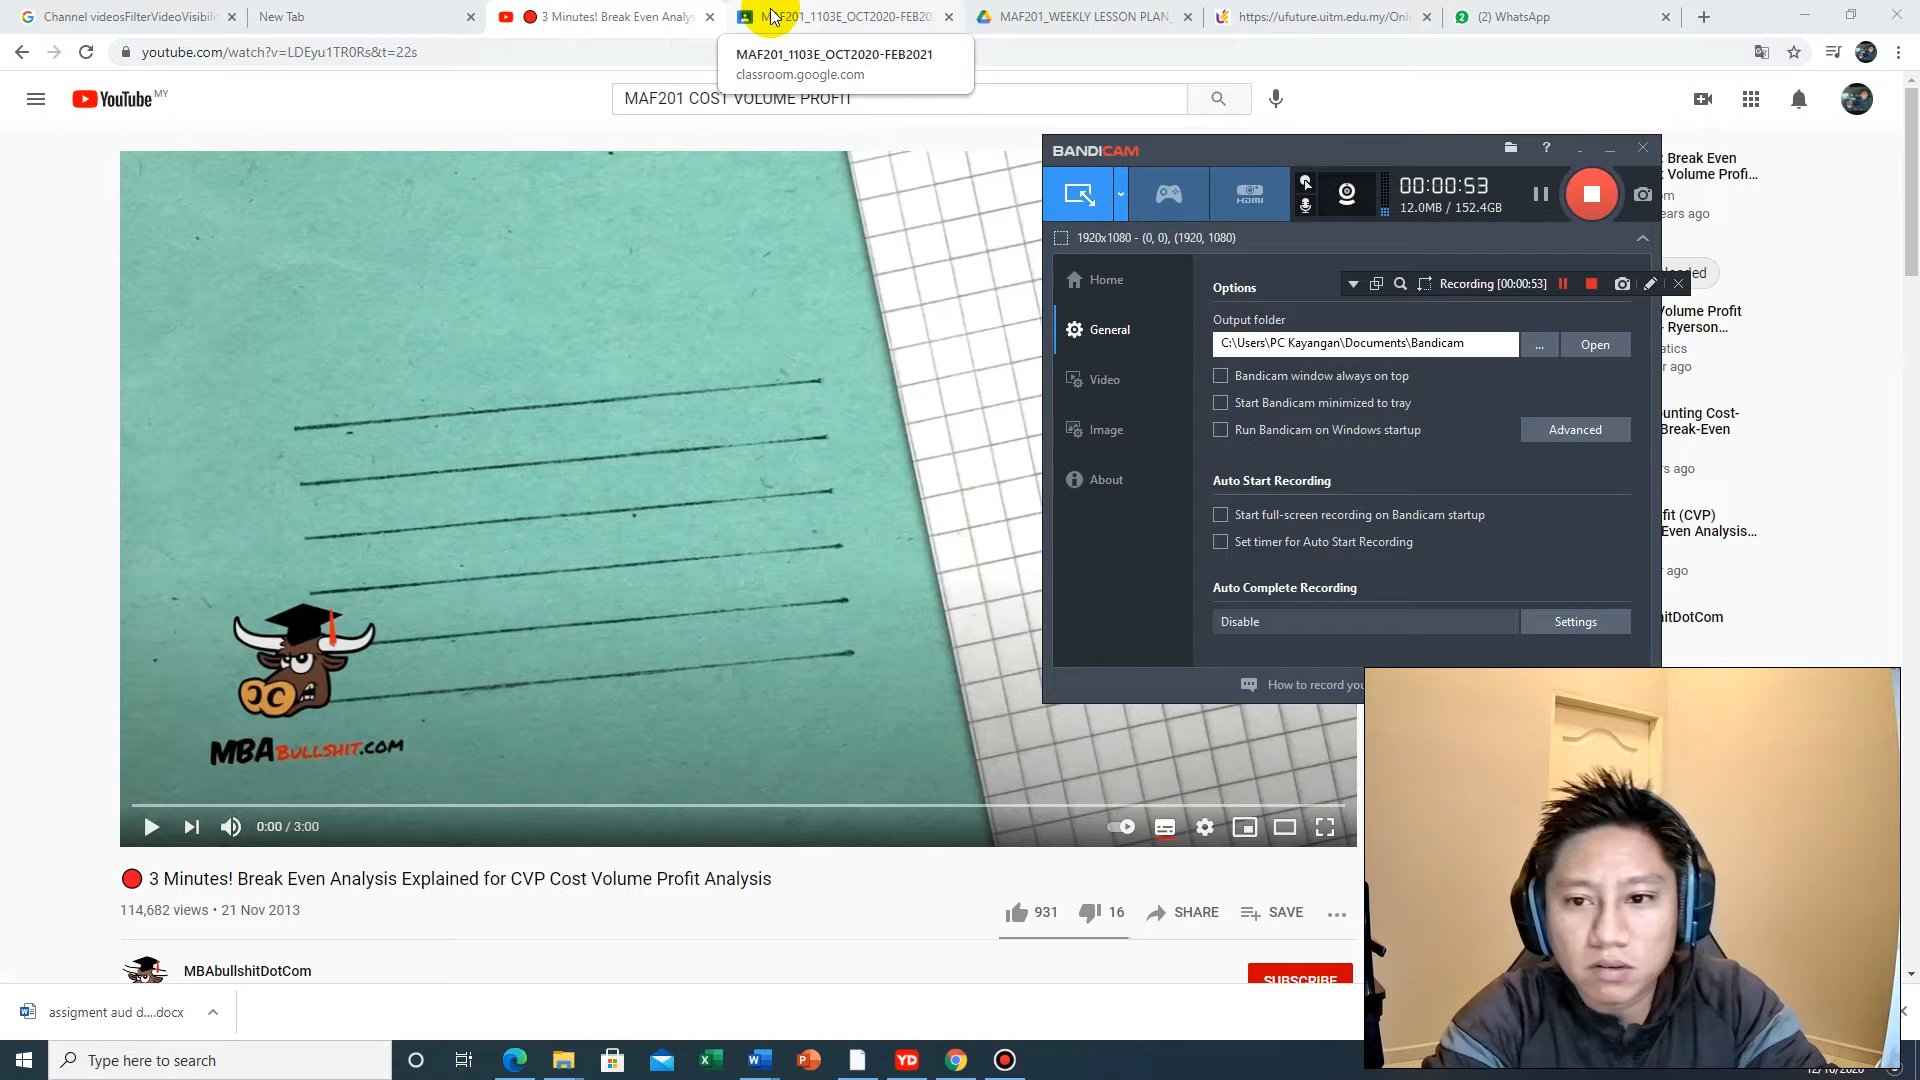 Channel videosFilterVideoVisibili
New Tab
3 Minutes! Break Even Analys
MAF201_1103E_OCT2020-FEB20
MAF201_WEEKLY LESSON PLAN_
https://ufuture.uitm.edu.my/Onli
(2) WhatsApp
youtube.com/watch?v=LDEyu1TR0Rs&t=22s
MAF201_1103E_OCT2020-FEB2021
classroom.google.com
YouTube MY
MAF201 COST VOLUME PROFIT
BANDICAM
HDMI
00:00:53
12.0MB / 152.4GB
1920x1080 - (0, 0), (1920, 1080)
Home
General
Video
Image
About
Options
Recording [00:00:53]
Output folder
C:\Users\PC Kayangan\Documents\Bandicam
...
Open
Bandicam window always on top
Start Bandicam minimized to tray
Run Bandicam on Windows startup
Advanced
Auto Start Recording
Start full-screen recording on Bandicam startup
Set timer for Auto Start Recording
Auto Complete Recording
Disable
Settings
How to record you
Break Even
Volume Profi...
ears ago
olume Profit
- Ryerson...
atics
r ago
unting Cost-
Break-Even
rs ago
fit (CVP)
Even Analysis...
ago
hitDotCom
MBABULLSHIT.COM
0:00 / 3:00
3 Minutes! Break Even Analysis Explained for CVP Cost Volume Profit Analysis
114,682 views • 21 Nov 2013
931
16
SHARE
SAVE
MBAbullshitDotCom
SUBSCRIBE
assigment aud d....docx
Type here to search
YD